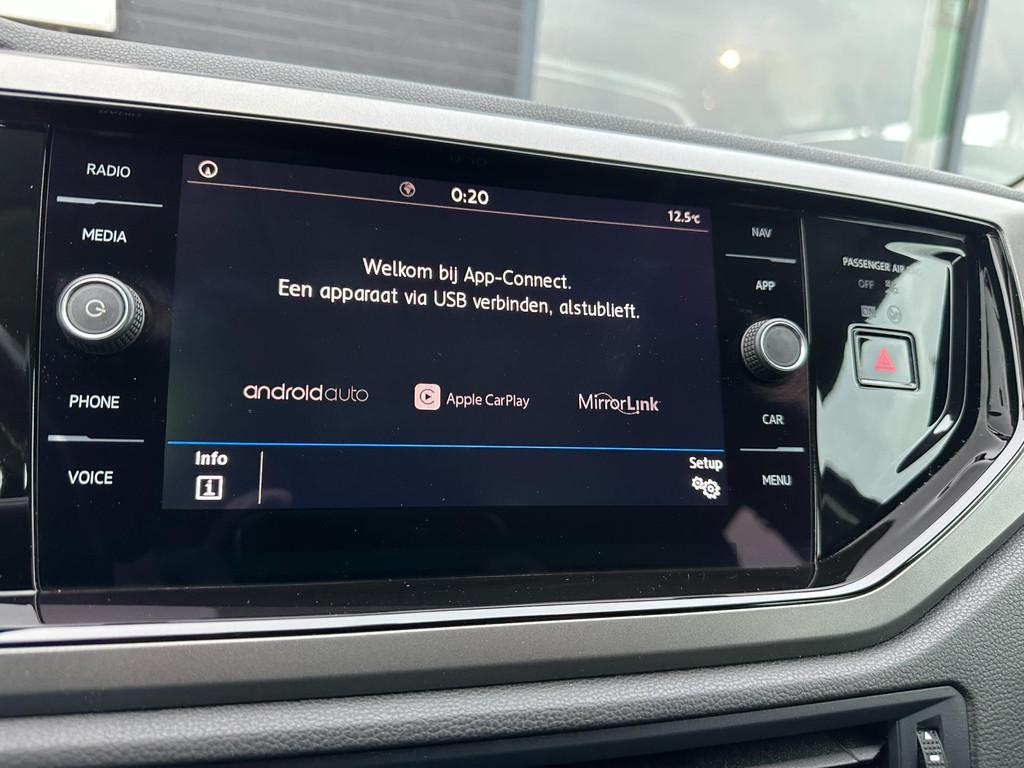 RADIO
MEDIA
PHONE
VOICE
0:20
12.5°C
Welkom bij App-Connect.
Een apparaat via USB verbinden, alstublieft.
androidauto
Apple CarPlay
MirrorLink
Info
i
Setup
NAV
APP
CAR
MENU
PASSENGER AIR
OFF
ON